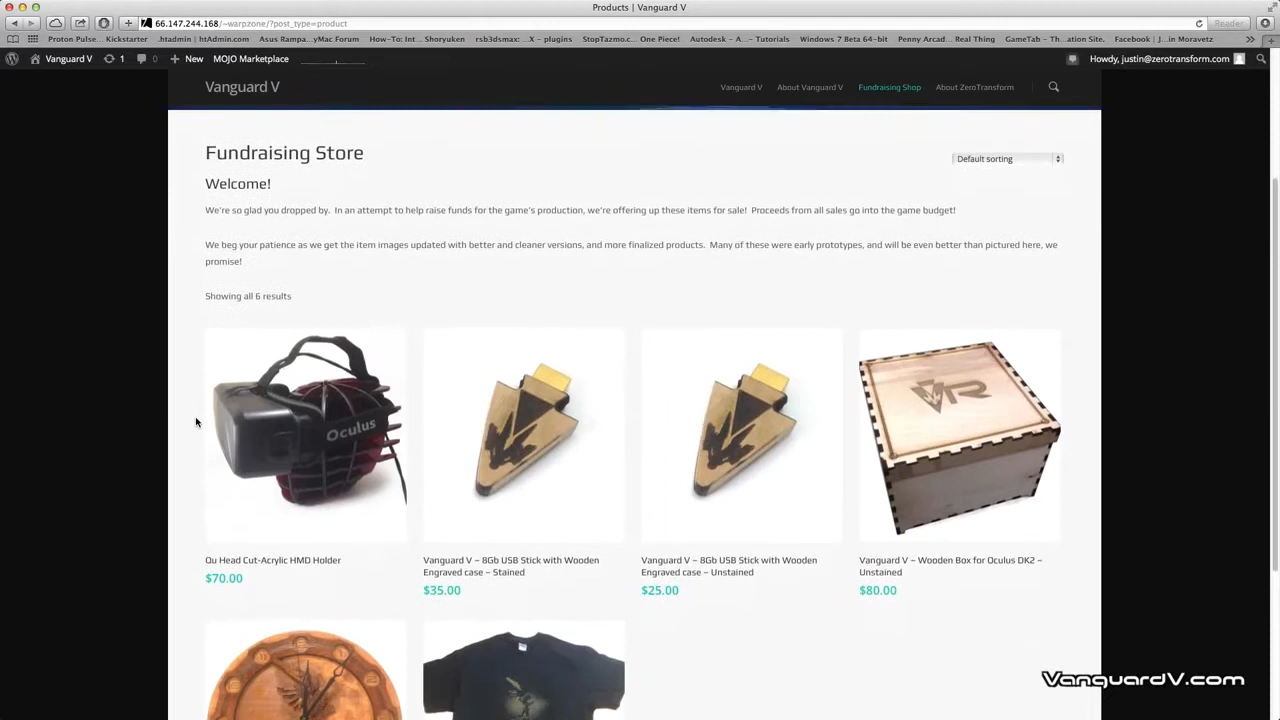 Products | Vanguard V
66.147.244.168/~warpzone/?post_type=product
Reader
Proton Pulse… Kickstarter
.htadmin | htAdmin.com
Asus Rampa…yMac Forum
How-To: Int… Shoryuken
rsb3dsmax: …X – plugins
StopTazmo.c… One Piece!
Autodesk – A… – Tutorials
Windows 7 Beta 64-bit
Penny Arcad… Real Thing
GameTab – Th…ation Site.
Facebook | J…in Moravetz
Vanguard V
1
0
New
MOJO Marketplace
Howdy, justin@zerotransform.com
Vanguard V
Vanguard V
About Vanguard V
Fundraising Shop
About ZeroTransform
Fundraising Store
Default sorting
Welcome!
We're so glad you dropped by. In an attempt to help raise funds for the game's production, we're offering up these items for sale! Proceeds from all sales go into the game budget!
We beg your patience as we get the item images updated with better and cleaner versions, and more finalized products. Many of these were early prototypes, and will be even better than pictured here, we
promise!
Showing all 6 results
Oculus
VR
Qu Head Cut-Acrylic HMD Holder
$70.00
Vanguard V – 8Gb USB Stick with Wooden
Engraved case – Stained
$35.00
Vanguard V – 8Gb USB Stick with Wooden
Engraved case – Unstained
$25.00
Vanguard V – Wooden Box for Oculus DK2 –
Unstained
$80.00
VanguardV.com